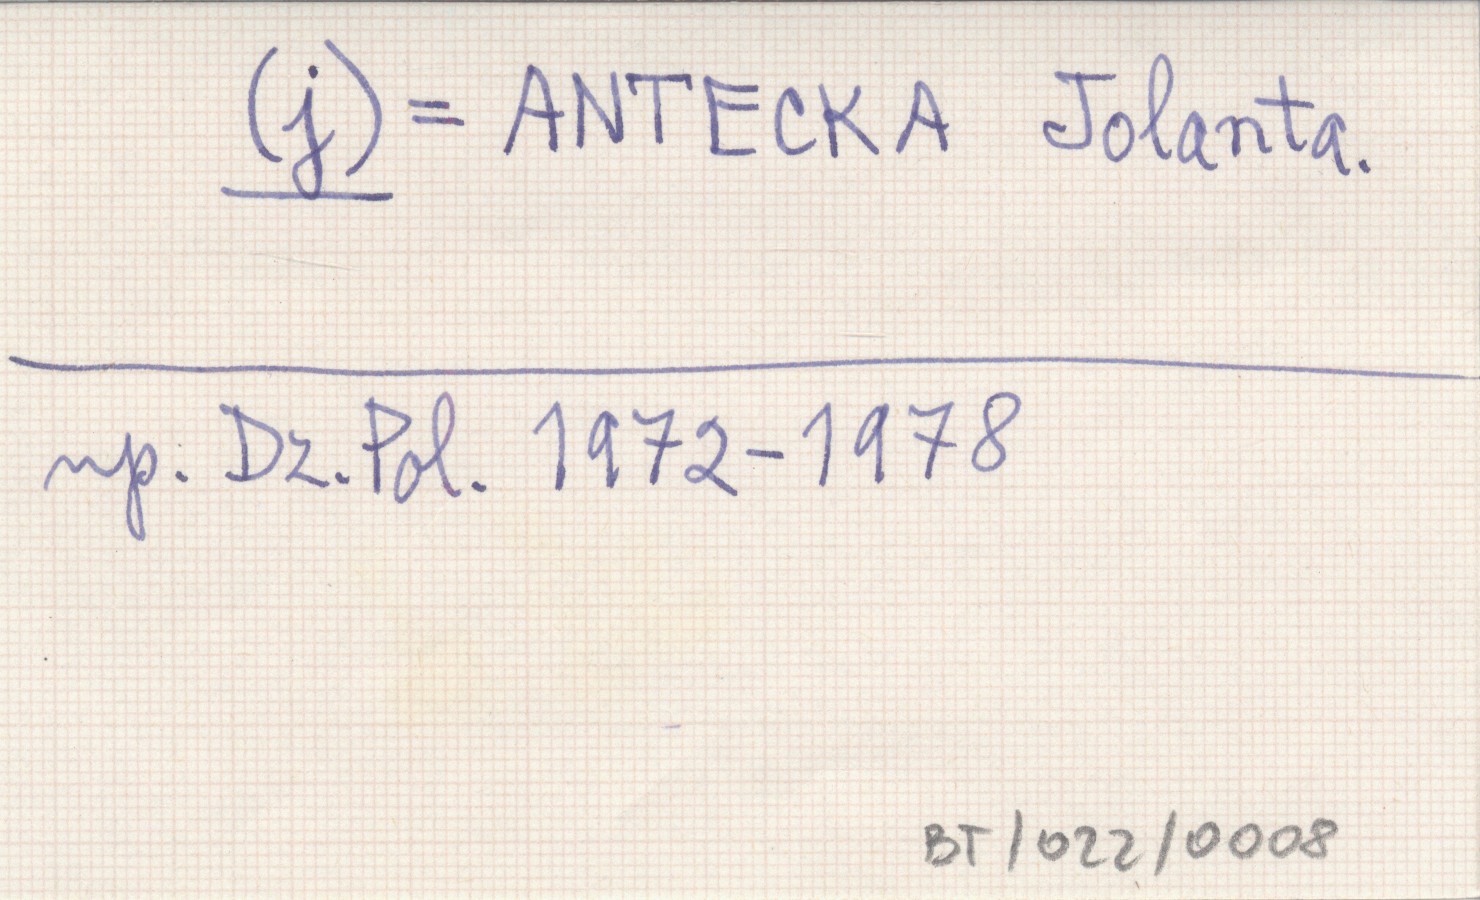 (j) = ANTECKA Jolanta.
np. Dz. Pol. 1972-1978
BT/022/0008